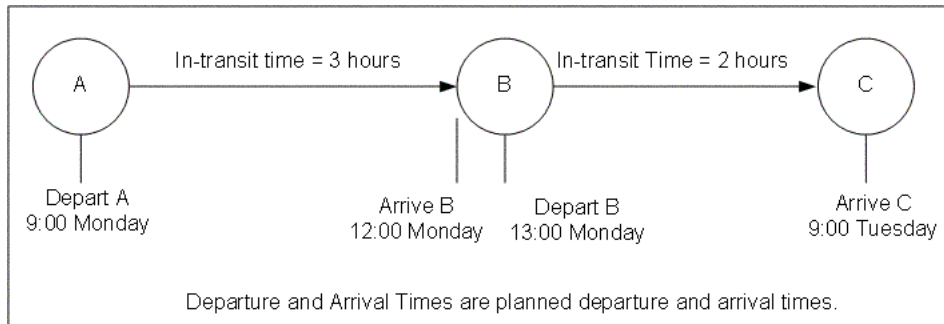 In-transit time = 3 hours
In-transit Time = 2 hours
A
B
C
Depart A
9:00 Monday
Arrive B
12:00 Monday
Depart B
13:00 Monday
Arrive C
9:00 Tuesday
Departure and Arrival Times are planned departure and arrival times.